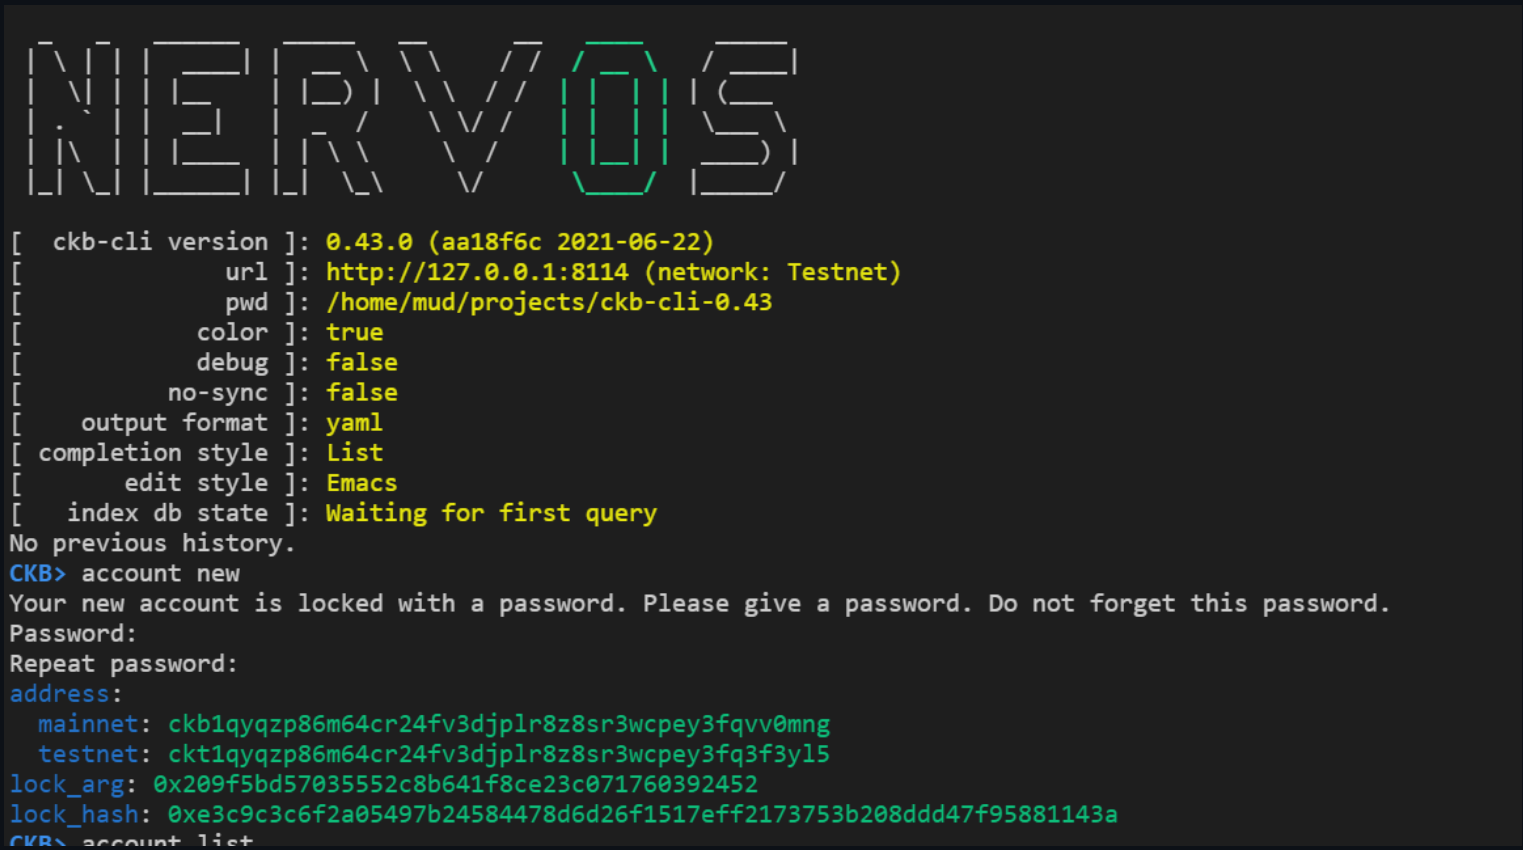 NERVOS
[  ckb-cli version ]: 0.43.0 (aa18f6c 2021-06-22)
[              url ]: http://127.0.0.1:8114 (network: Testnet)
[              pwd ]: /home/mud/projects/ckb-cli-0.43
[            color ]: true
[            debug ]: false
[          no-sync ]: false
[    output format ]: yaml
[ completion style ]: List
[       edit style ]: Emacs
[   index db state ]: Waiting for first query
No previous history.
CKB> account new
Your new account is locked with a password. Please give a password. Do not forget this password.
Password:
Repeat password:
address:
  mainnet: ckb1qyqzp86m64cr24fv3djplr8z8sr3wcpey3fqvv0mng
  testnet: ckt1qyqzp86m64cr24fv3djplr8z8sr3wcpey3fq3f3yl5
lock_arg: 0x209f5bd57035552c8b641f8ce23c071760392452
lock_hash: 0xe3c9c3c6f2a05497b24584478d6d26f1517eff2173753b208ddd47f95881143a
CKB> account list